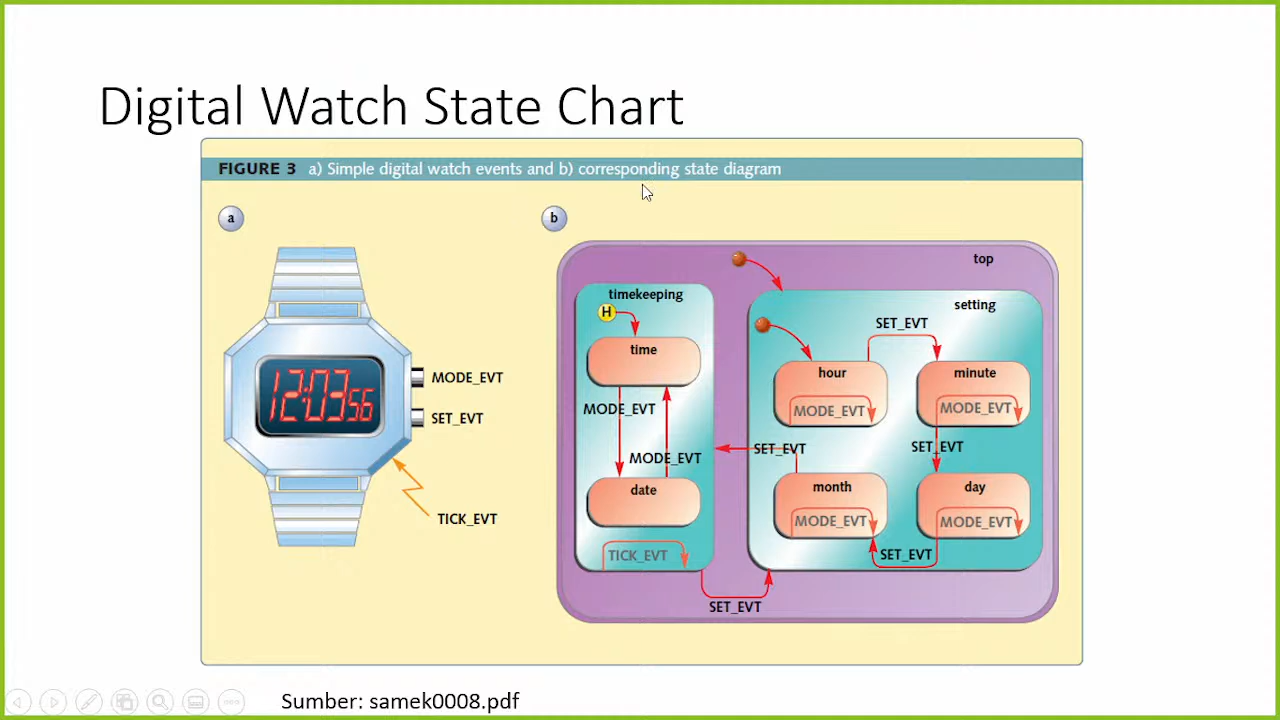 Digital Watch State Chart
FIGURE 3 a) Simple digital watch events and b) corresponding state diagram
a
12:03 56
MODE_EVT
SET_EVT
TICK_EVT
b
top
timekeeping
H
time
MODE_EVT
MODE_EVT
date
TICK_EVT
SET_EVT
setting
SET_EVT
hour
MODE_EVT
minute
MODE_EVT
SET_EVT
SET_EVT
month
MODE_EVT
day
MODE_EVT
SET_EVT
Sumber: samek0008.pdf